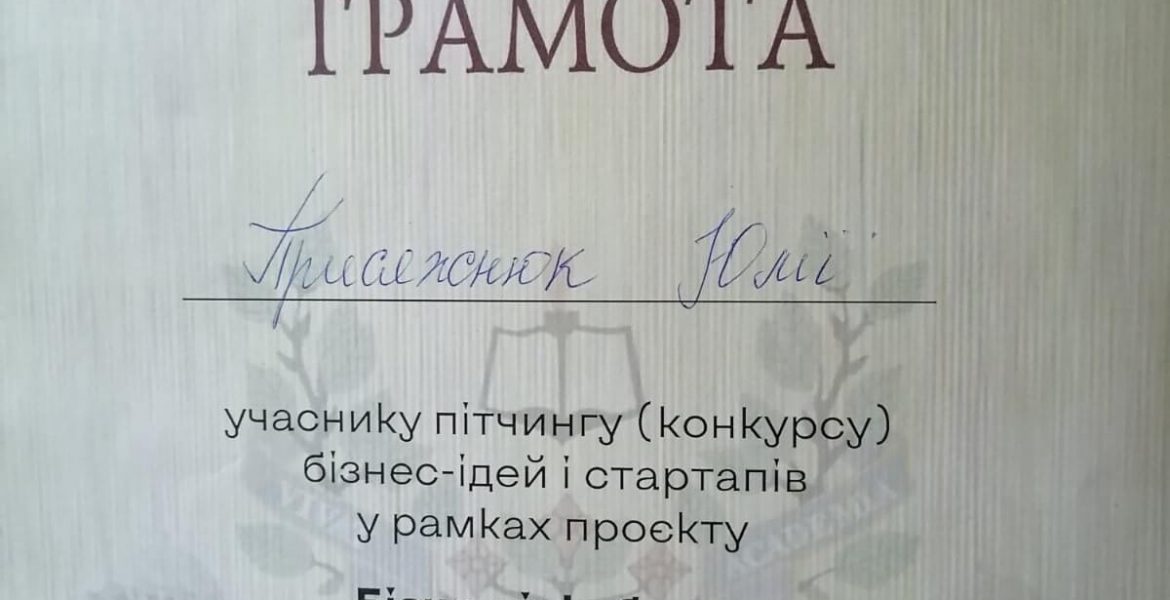 ГРАМОТА
Присяжнюк Юлії
учаснику пітчингу (конкурсу)
бізнес-ідей і стартапів
у рамках проєкту